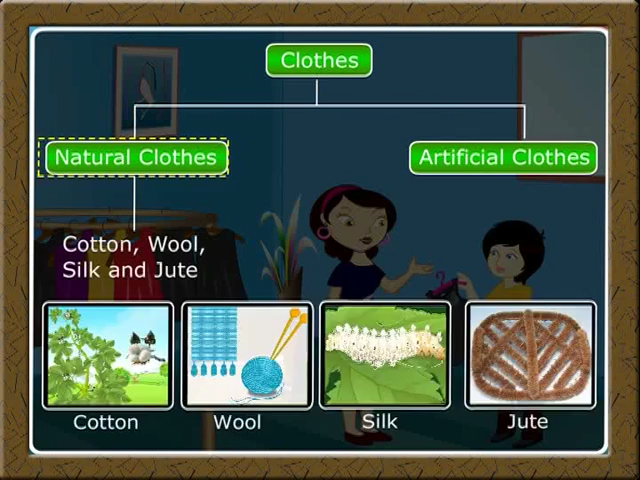 Clothes
Natural Clothes
Artificial Clothes
Cotton, Wool,
Silk and Jute
Cotton
Wool
Silk
Jute